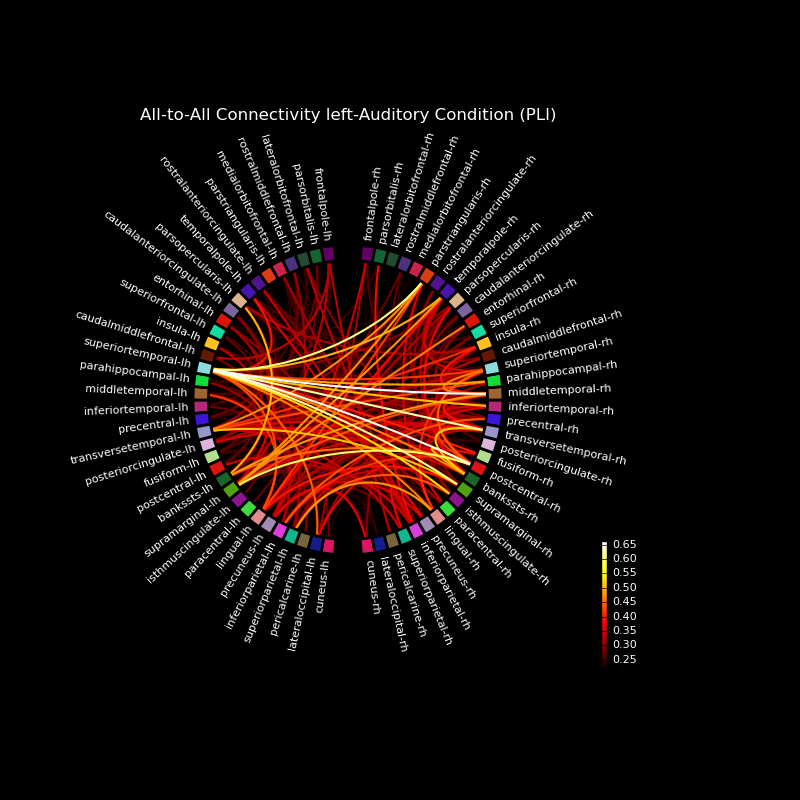 All-to-All Connectivity left-Auditory Condition (PLI)
frontalpole-lh
parsorbitalis-lh
lateralorbitofrontal-lh
rostralmiddlefrontal-lh
medialorbitofrontal-lh
parstriangularis-lh
rostralanteriorcingulate-lh
temporalpole-lh
parsopercularis-lh
caudalanteriorcingulate-lh
entorhinal-lh
superiorfrontal-lh
insula-lh
caudalmiddlefrontal-lh
superiortemporal-lh
parahippocampal-lh
middletemporal-lh
inferiortemporal-lh
precentral-lh
transversetemporal-lh
posteriorcingulate-lh
fusiform-lh
postcentral-lh
bankssts-lh
supramarginal-lh
isthmuscingulate-lh
paracentral-lh
lingual-lh
precuneus-lh
inferiorparietal-lh
superiorparietal-lh
pericalcarine-lh
lateraloccipital-lh
cuneus-lh
frontalpole-rh
parsorbitalis-rh
lateralorbitofrontal-rh
rostralmiddlefrontal-rh
medialorbitofrontal-rh
parstriangularis-rh
rostralanteriorcingulate-rh
temporalpole-rh
parsopercularis-rh
caudalanteriorcingulate-rh
entorhinal-rh
superiorfrontal-rh
insula-rh
caudalmiddlefrontal-rh
superiortemporal-rh
parahippocampal-rh
middletemporal-rh
inferiortemporal-rh
precentral-rh
transversetemporal-rh
posteriorcingulate-rh
fusiform-rh
postcentral-rh
bankssts-rh
supramarginal-rh
isthmuscingulate-rh
paracentral-rh
lingual-rh
precuneus-rh
inferiorparietal-rh
superiorparietal-rh
pericalcarine-rh
lateraloccipital-rh
cuneus-rh
0.65
0.60
0.55
0.50
0.45
0.40
0.35
0.30
0.25